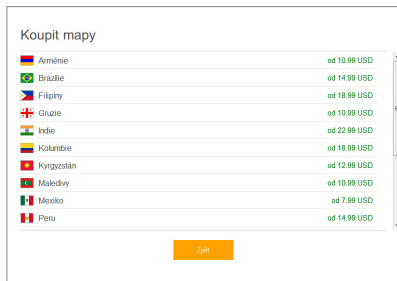 Koupit mapy
Arménie od 10.99 USD
Brazílie od 14.99 USD
Filipíny od 18.99 USD
Gruzie od 10.99 USD
Indie od 22.99 USD
Kolumbie od 18.99 USD
Kyrgyzstán od 12.99 USD
Maledivy od 10.99 USD
Mexiko od 7.99 USD
Peru od 14.99 USD
Zpět